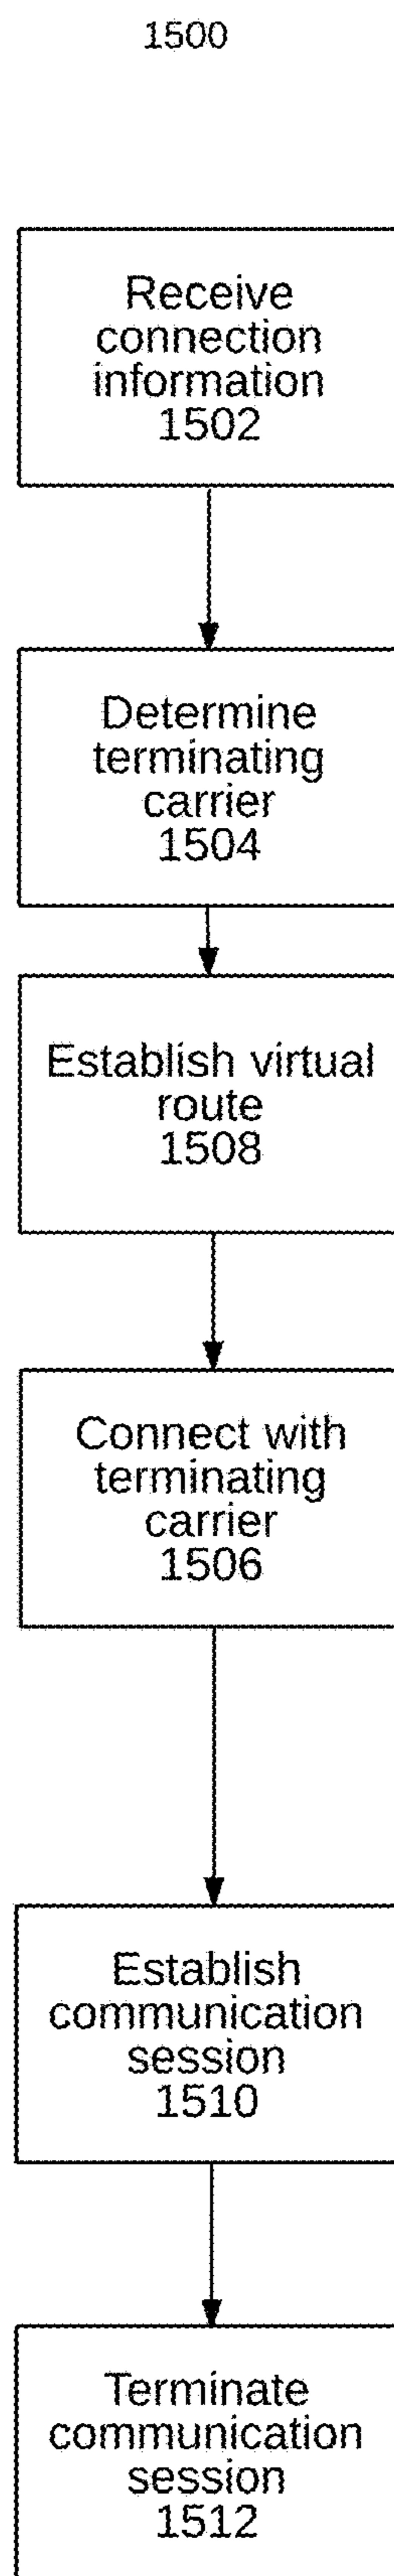 1500
Receive
connection
information
1502
Determine
terminating
carrier
1504
Establish virtual
route
1508
Connect with
terminating
carrier
1506
Establish
communication
session
1510
Terminate
communication
session
1512